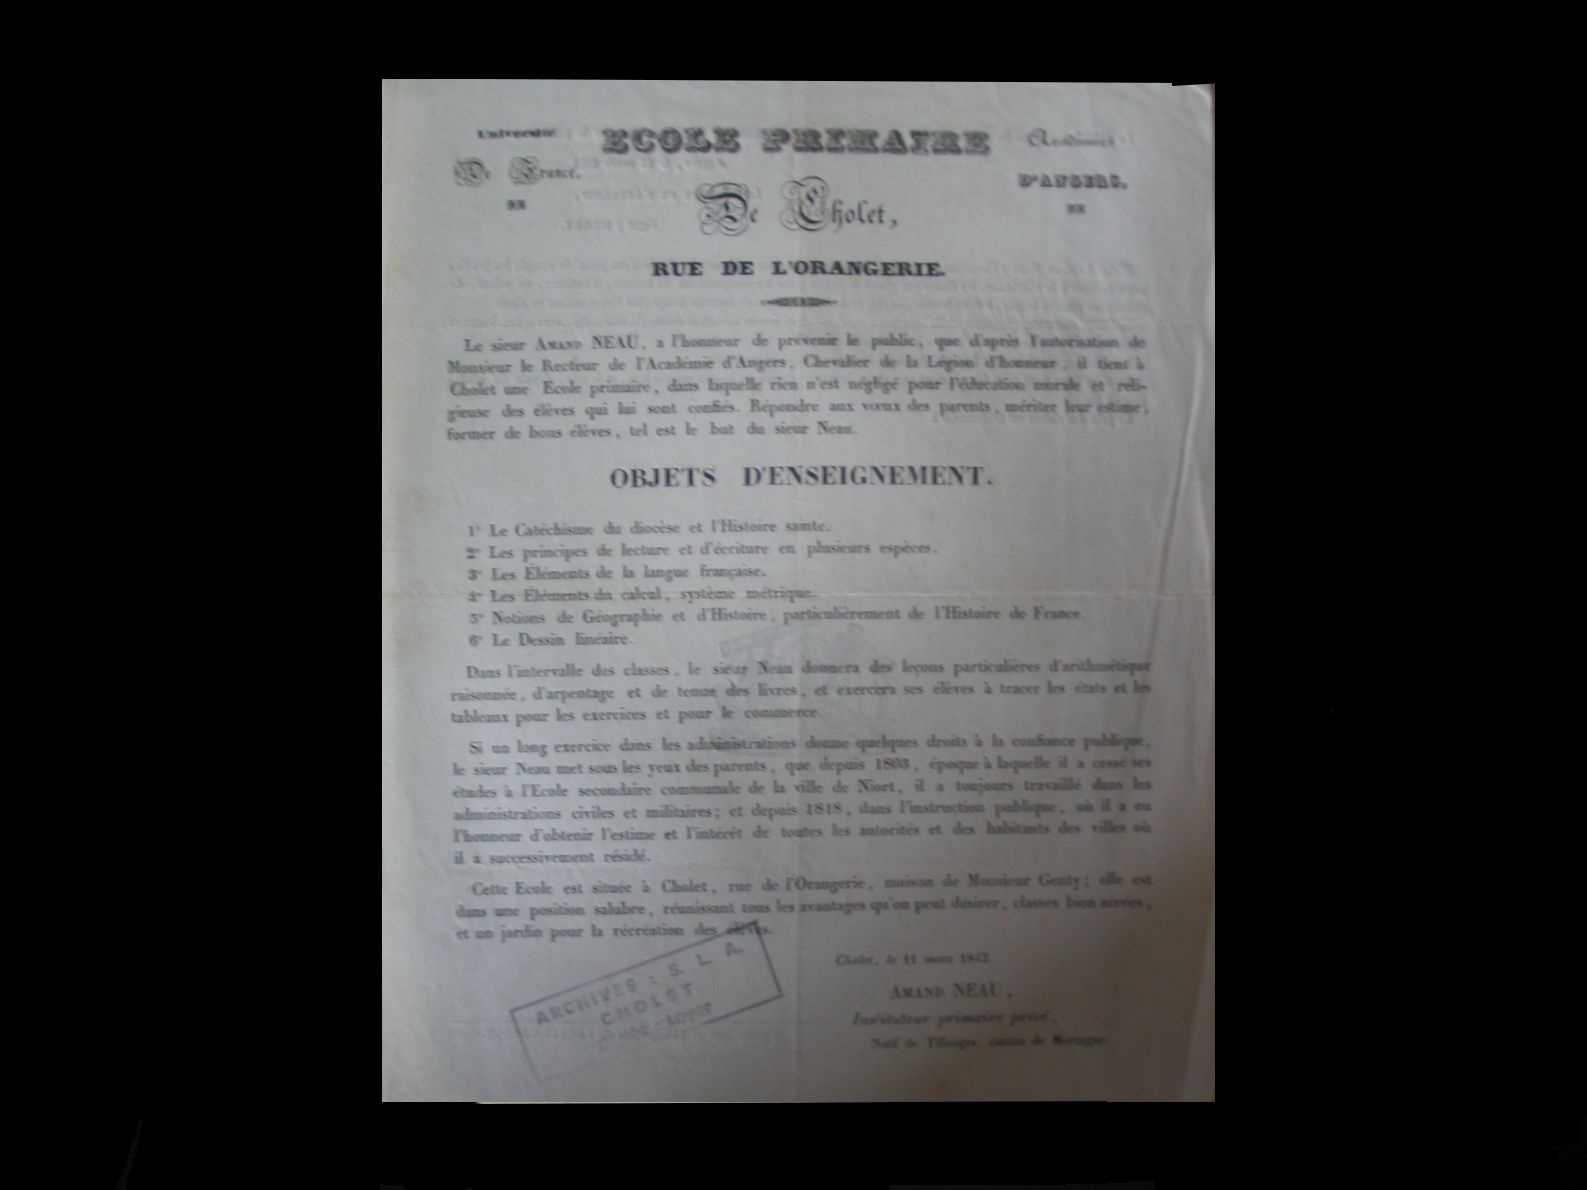 Université
De France.
ECOLE PRIMAIRE
De Cholet,
Académie
D'ANGERS.
RUE DE L'ORANGERIE.
Le sieur AMAND NEAU, a l'honneur de prévenir le public, que d'après l'autorisation de
Monsieur le Recteur de l'Académie d'Angers, Chevalier de la Légion d'honneur, il tient à
Cholet une Ecole primaire, dans laquelle rien n'est négligé pour l'éducation morale et reli-
gieuse des élèves qui lui sont confiés. Répondre aux vœux des parents, mériter leur estime,
former de bons élèves, tel est le but du sieur Neau.
OBJETS D'ENSEIGNEMENT.
1° Le Catéchisme du diocèse et l'Histoire sainte.
2° Les principes de lecture et d'écriture en plusieurs espèces.
3° Les Éléments de la langue française.
4° Les Éléments du calcul, système métrique.
5° Notions de Géographie et d'Histoire, particulièrement de l'Histoire de France.
6° Le Dessin linéaire.
Dans l'intervalle des classes, le sieur Neau donnera des leçons particulières d'arithmétique
raisonnée, d'arpentage et de tenue des livres, et exercera ses élèves à tracer les états et les
tableaux pour les exercices et pour le commerce.
Si un long exercice dans les administrations donne quelques droits à la confiance publique,
le sieur Neau met sous les yeux des parents, que depuis 1803, époque à laquelle il a cessé ses
études à l'Ecole secondaire communale de la ville de Niort, il a toujours travaillé dans les
administrations civiles et militaires; et depuis 1818, dans l'instruction publique, où il a eu
l'honneur d'obtenir l'estime et l'intérêt de toutes les autorités et des habitants des villes où
il a successivement résidé.
Cette Ecole est située à Cholet, rue de l'Orangerie, maison de Monsieur Genty; elle est
dans une position salubre, réunissant tous les avantages qu'on peut désirer, classes bien aérées,
et un jardin pour la récréation des élèves.
Cholet, le 11 mars 1842.
AMAND NEAU,
Instituteur primaire privé,
Natif de Tiffauges, canton de Mortagne.
ARCHIVES : S. L. A.
CHOLET